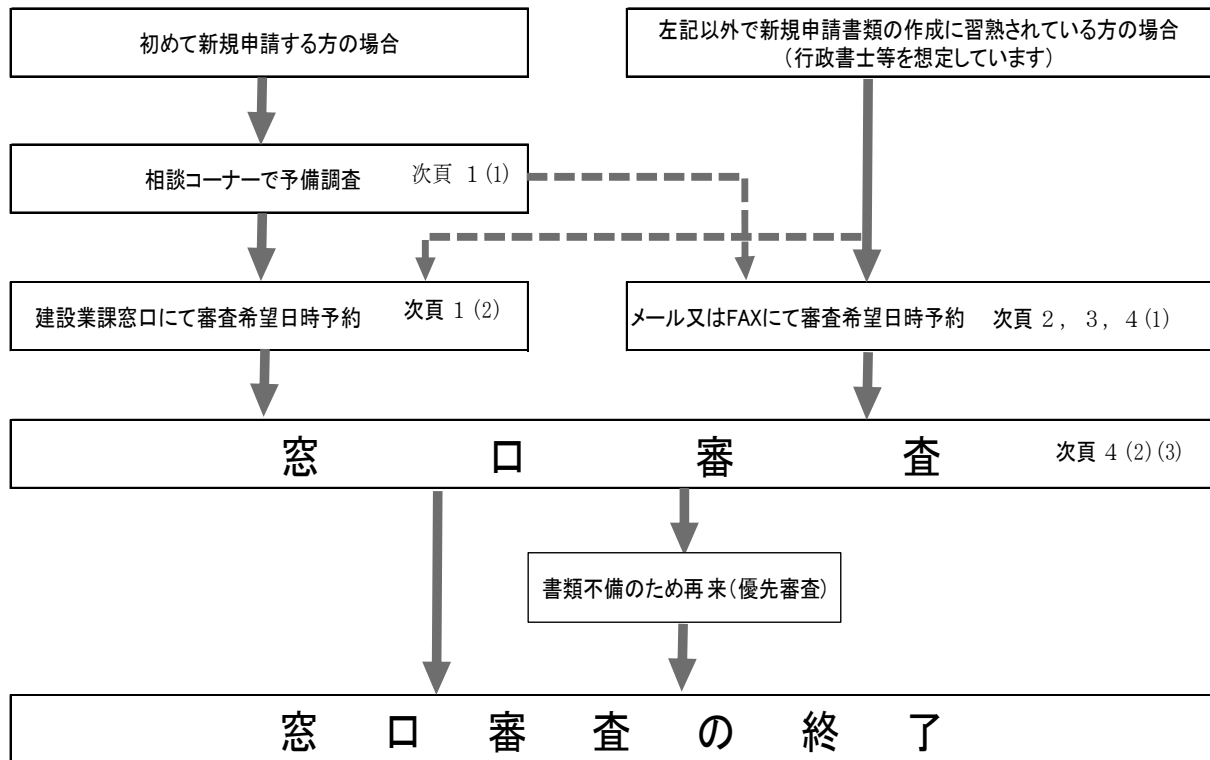 初めて新規申請する方の場合
左記以外で新規申請書類の作成に習熟されている方の場合
(行政書士等を想定しています)
相談コーナーで予備調査 次頁 1(1)
建設業課窓口にて審査希望日時予約 次頁 1(2)
メール又はFAXにて審査希望日時予約 次頁 2, 3, 4(1)
窓口審査 次頁 4(2)(3)
書類不備のため再来(優先審査)
窓口審査の終了